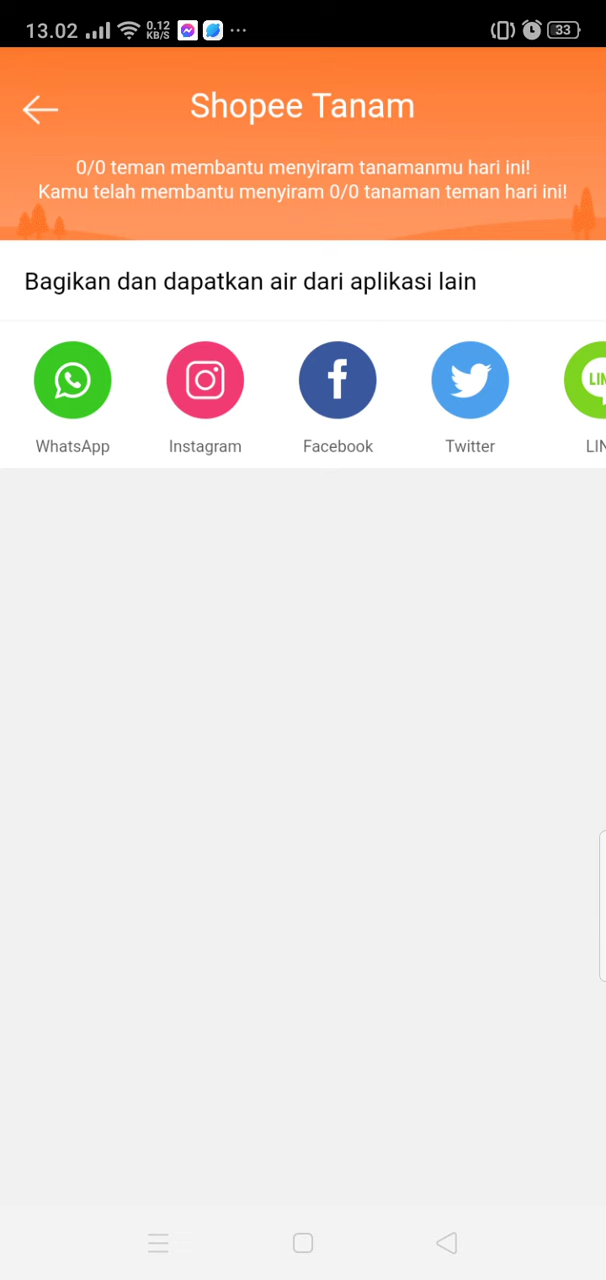 13.02
0.12
KB/S
33
Shopee Tanam
0/0 teman membantu menyiram tanamanmu hari ini!
Kamu telah membantu menyiram 0/0 tanaman teman hari ini!
Bagikan dan dapatkan air dari aplikasi lain
WhatsApp
Instagram
Facebook
Twitter